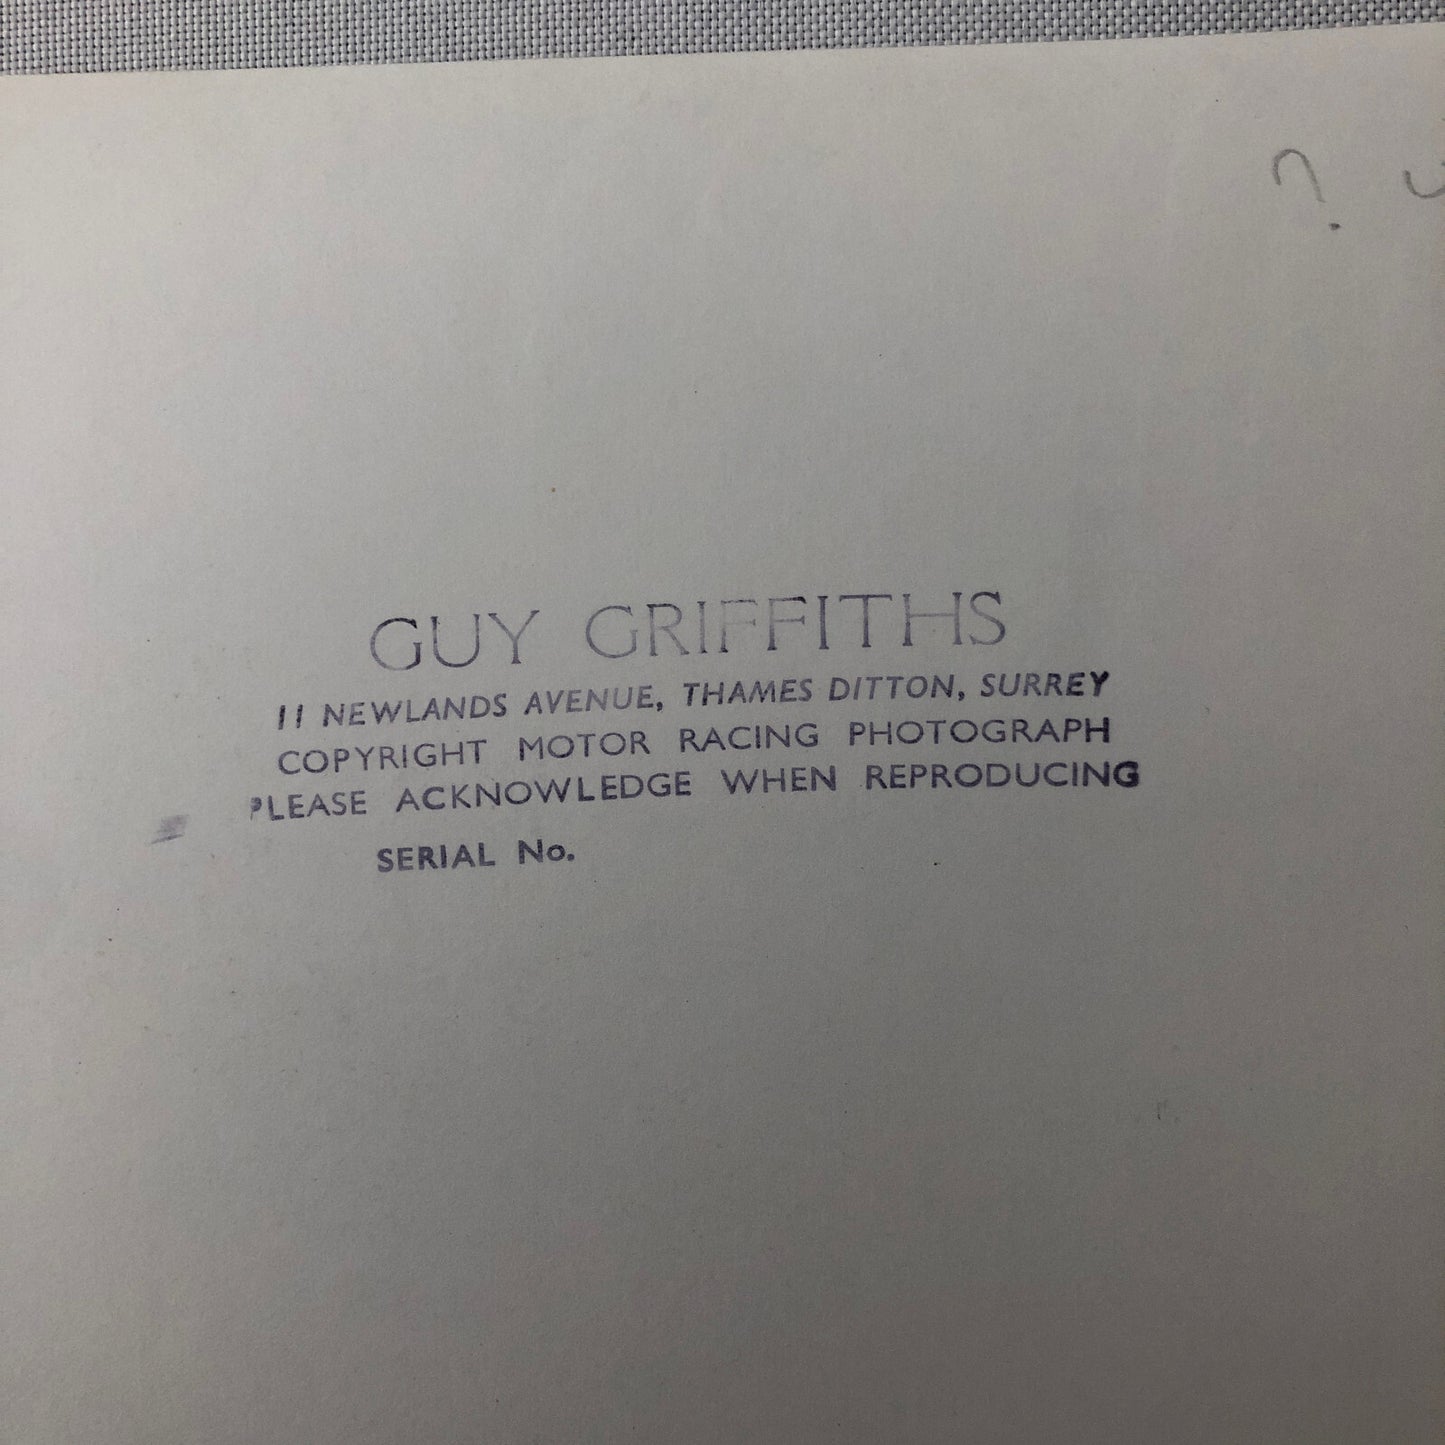 ?
GUY GRIFFITHS
11 NEWLANDS AVENUE, THAMES DITTON, SURREY
COPYRIGHT MOTOR RACING PHOTOGRAPH
PLEASE ACKNOWLEDGE WHEN REPRODUCING
SERIAL No.